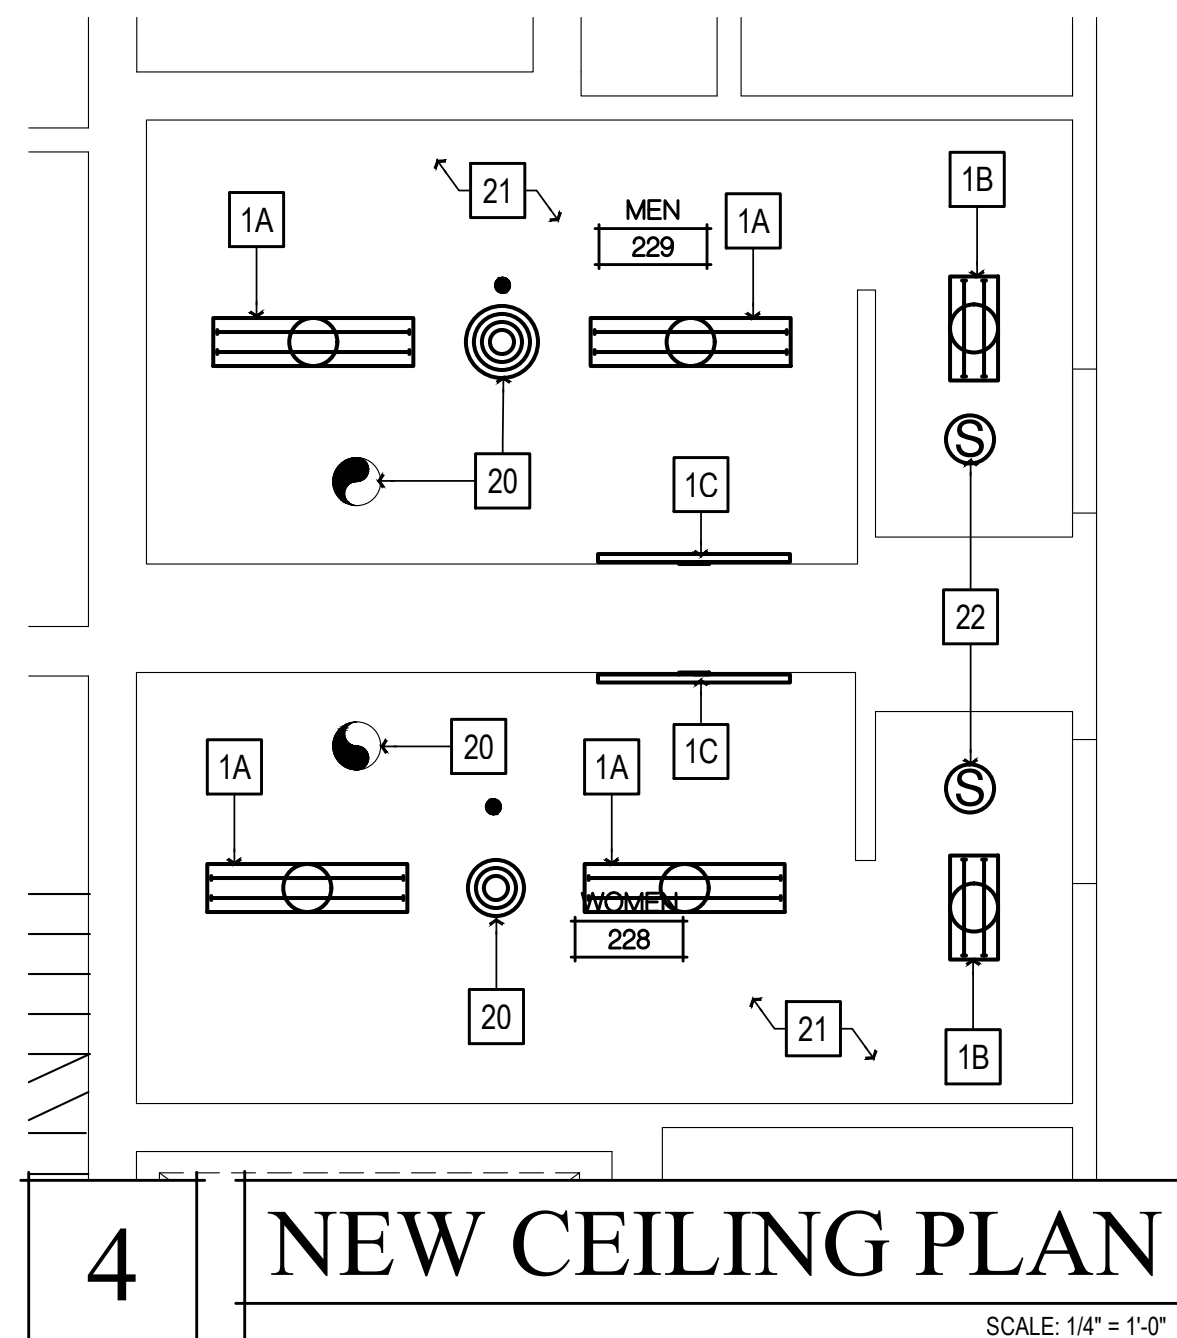 1B
21
MEN
1A
1A
229
20
1C
S
22
20
1A
1A
1C
S
WOMEN
228
20
21
1B
4
NEW CEILING PLAN
SCALE: 1/4" = 1'-0"